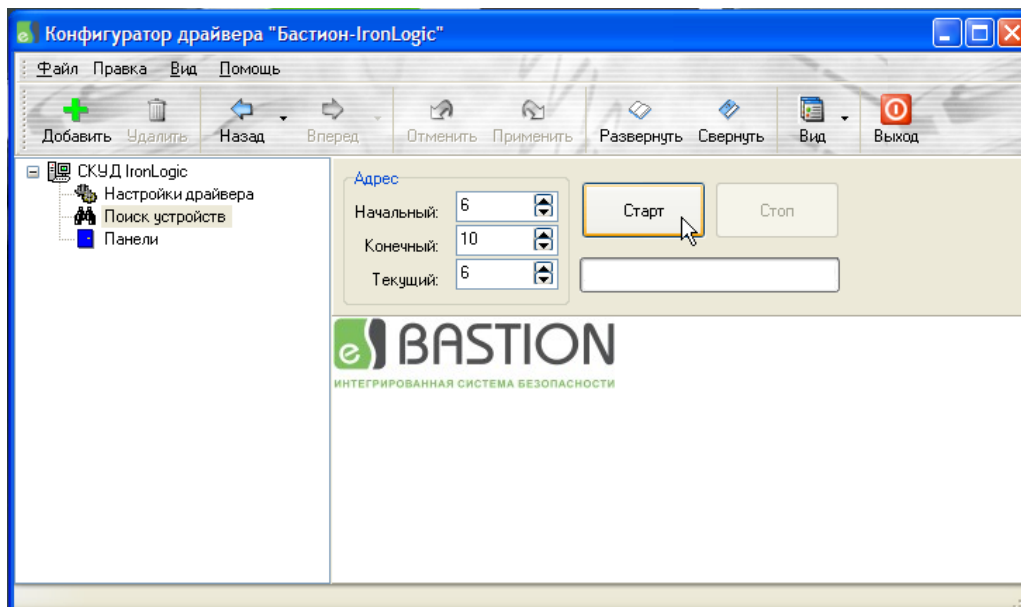 Конфигуратор драйвера "Бастион-IronLogic"
Файл Правка Вид Помощь
Добавить Удалить Назад Вперед Отменить Применить Развернуть Свернуть Вид Выход
СКУД IronLogic
Настройки драйвера
Поиск устройств
Панели
Адрес
Начальный: 6
Конечный: 10
Текущий: 6
Старт Стоп
eS BASTION
ИНТЕГРИРОВАННАЯ СИСТЕМА БЕЗОПАСНОСТИ